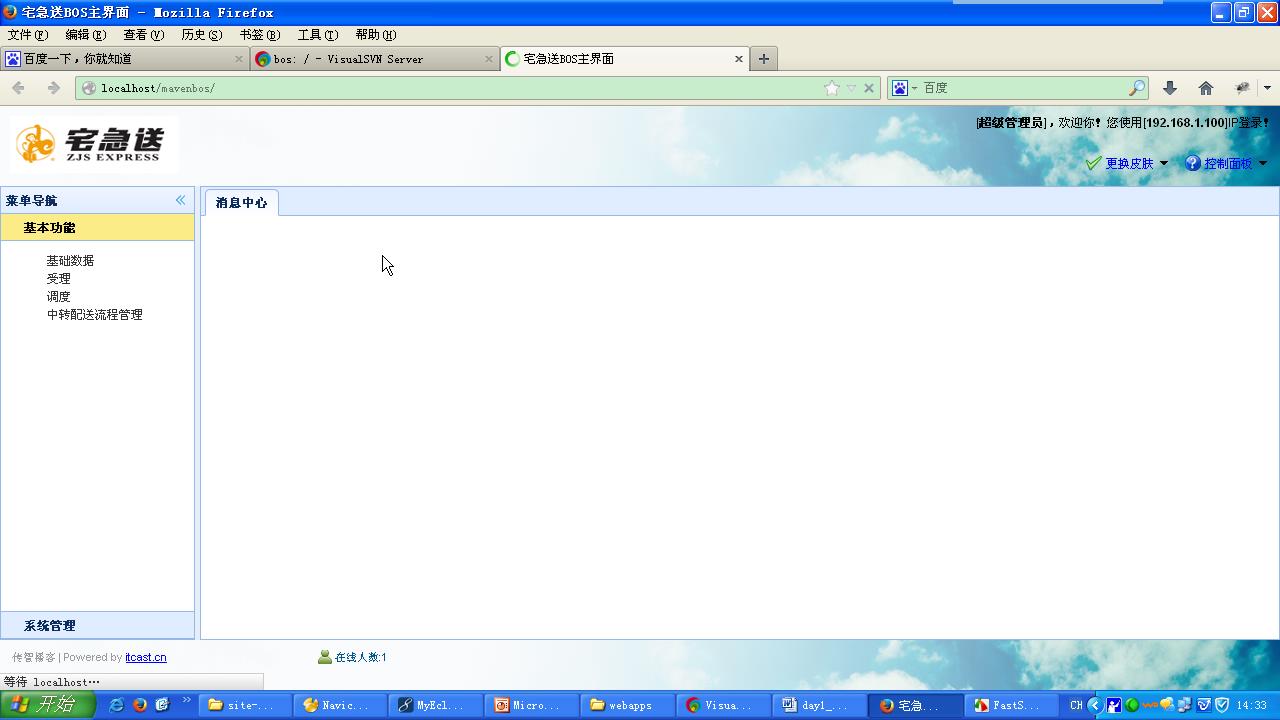 宅急送BOS主界面 - Mozilla Firefox
文件(F) 编辑(E) 查看(V) 历史(S) 书签(B) 工具(T) 帮助(H)
百度一下，你就知道 bos: / - VisualSVN Server 宅急送BOS主界面
localhost/mavenbos/ 百度
宅急送
ZJS EXPRESS
[超级管理员]，欢迎你！您使用[192.168.1.100]IP登录！
更换皮肤 控制面板
菜单导航
消息中心
基本功能
基础数据
受理
调度
中转配送流程管理
系统管理
传智播客 | Powered by itcast.cn
在线人数:1
等待 localhost…
开始 site-... Navic... MyEcl... Micro... webapps Visua... day1_... 宅急... FastS... CH 14:33